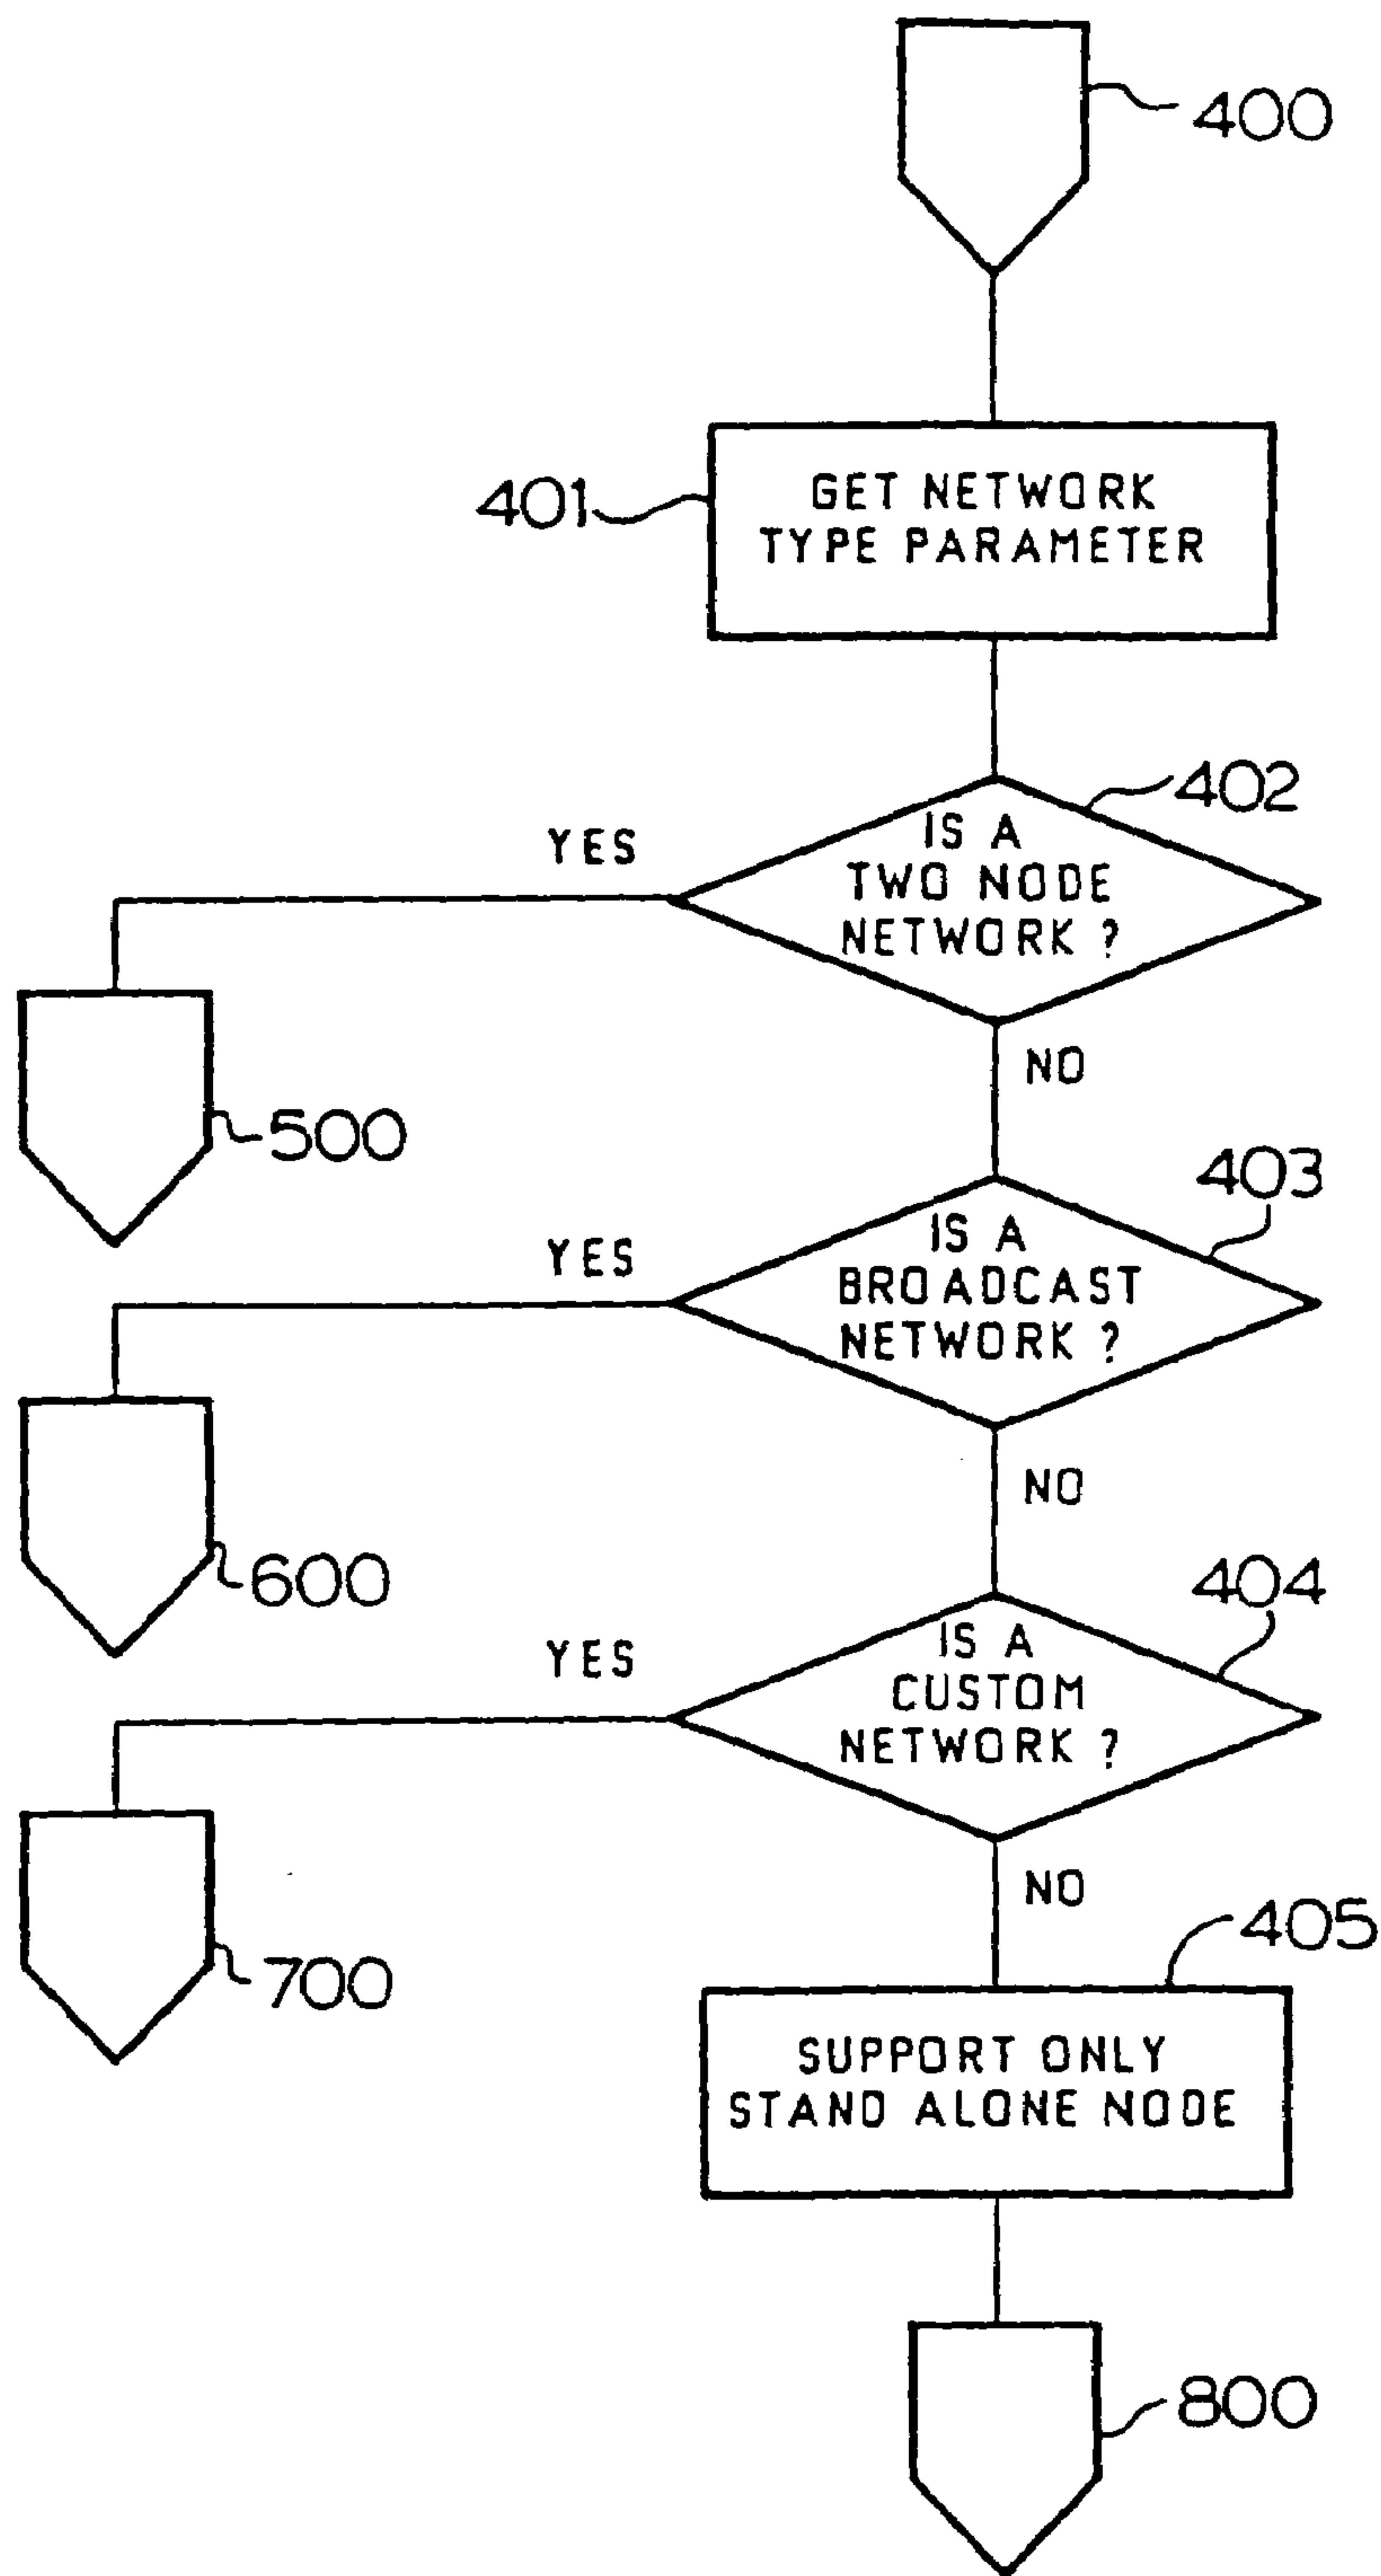 400
401
GET NETWORK
TYPE PARAMETER
402
IS A
TWO NODE
NETWORK ?
YES
NO
500
403
IS A
BROADCAST
NETWORK ?
YES
NO
600
404
IS A
CUSTOM
NETWORK ?
YES
NO
700
405
SUPPORT ONLY
STAND ALONE NODE
800